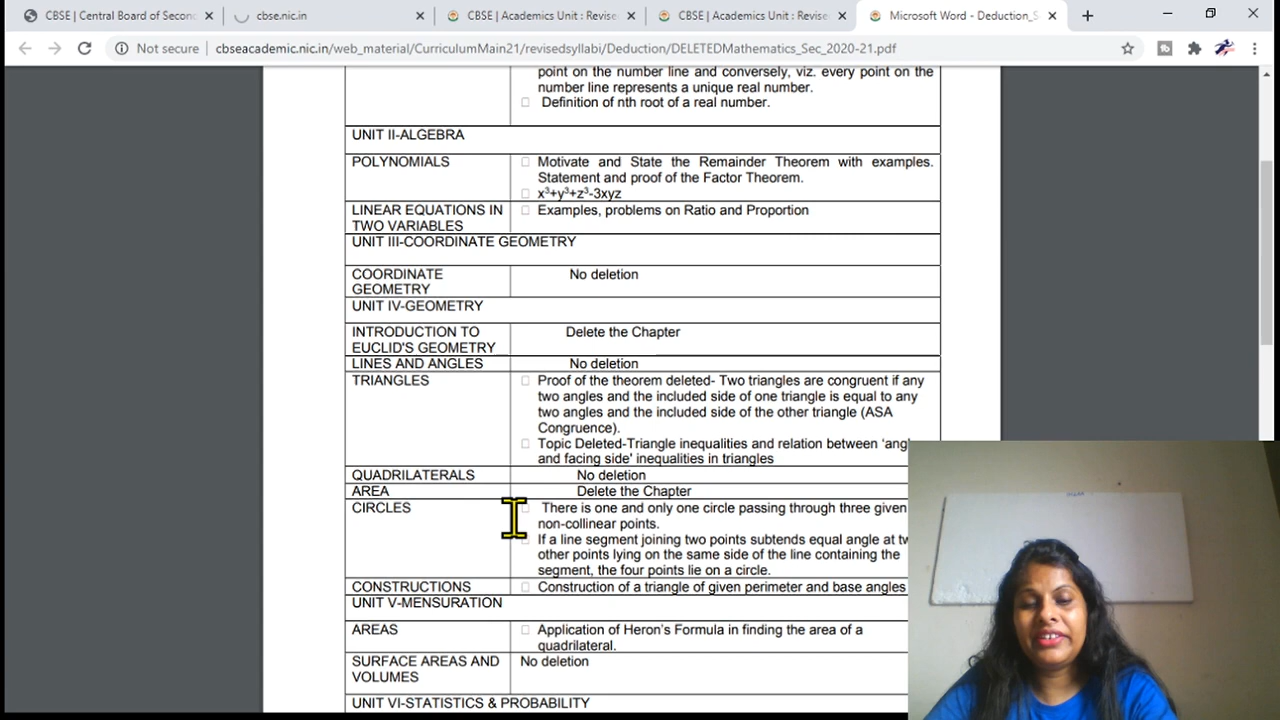 CBSE | Central Board of Secon
cbse.nic.in
CBSE | Academics Unit : Revise
CBSE | Academics Unit : Revise
Microsoft Word - Deduction_S
Not secure
cbseacademic.nic.in/web_material/CurriculumMain21/revisedsyllabi/Deduction/DELETEDMathematics_Sec_2020-21.pdf
point on the number line and conversely, viz. every point on the
number line represents a unique real number.
Definition of nth root of a real number.
UNIT II-ALGEBRA
POLYNOMIALS
Motivate and State the Remainder Theorem with examples.
Statement and proof of the Factor Theorem.
x³+y³+z³-3xyz
LINEAR EQUATIONS IN
TWO VARIABLES
Examples, problems on Ratio and Proportion
UNIT III-COORDINATE GEOMETRY
COORDINATE
GEOMETRY
No deletion
UNIT IV-GEOMETRY
INTRODUCTION TO
EUCLID'S GEOMETRY
Delete the Chapter
LINES AND ANGLES
No deletion
TRIANGLES
Proof of the theorem deleted- Two triangles are congruent if any
two angles and the included side of one triangle is equal to any
two angles and the included side of the other triangle (ASA
Congruence).
Topic Deleted-Triangle inequalities and relation between 'angl
and facing side' inequalities in triangles
QUADRILATERALS
No deletion
AREA
Delete the Chapter
CIRCLES
There is one and only one circle passing through three given
non-collinear points.
If a line segment joining two points subtends equal angle at tw
other points lying on the same side of the line containing the
segment, the four points lie on a circle.
CONSTRUCTIONS
Construction of a triangle of given perimeter and base angles
UNIT V-MENSURATION
AREAS
Application of Heron's Formula in finding the area of a
quadrilateral.
SURFACE AREAS AND
VOLUMES
No deletion
UNIT VI-STATISTICS & PROBABILITY